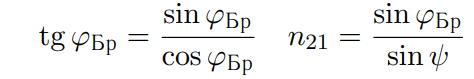 tg φ_Бр = sin φ_Бр / cos φ_Бр    n_21 = sin φ_Бр / sin ψ